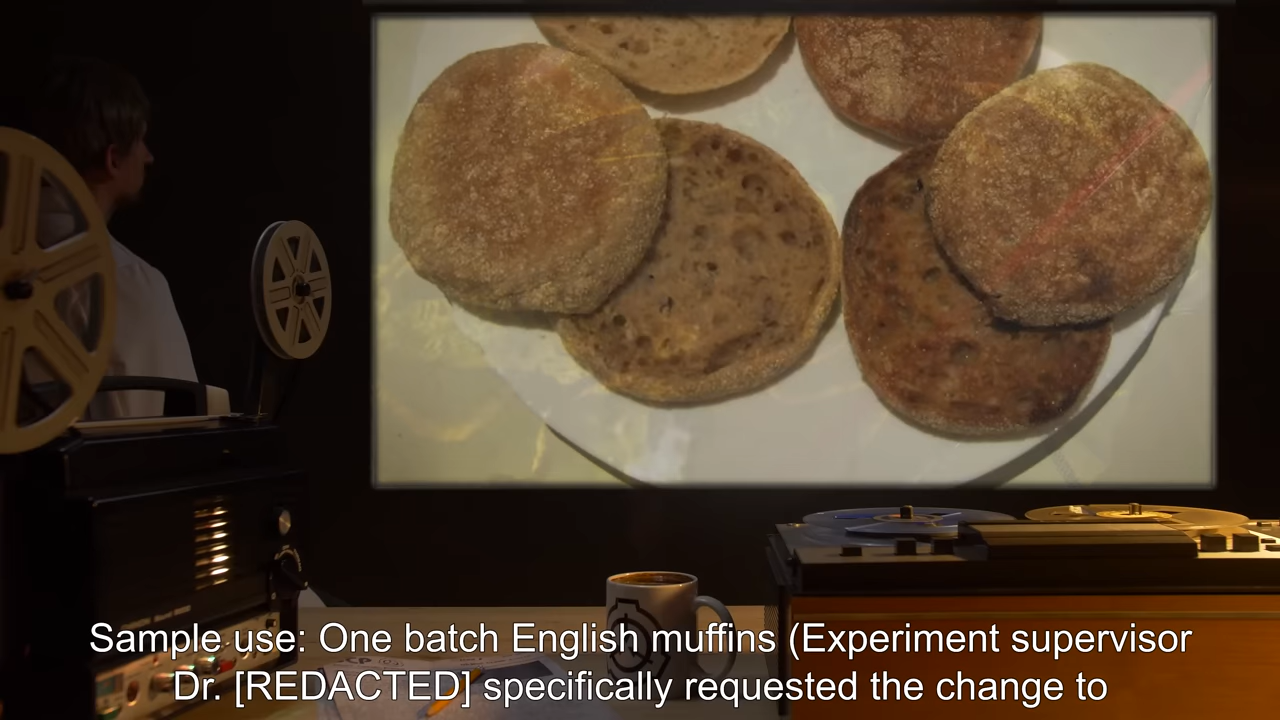 Sample use: One batch English muffins (Experiment supervisor
Dr. [REDACTED] specifically requested the change to